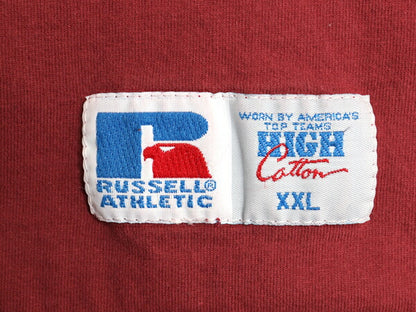 RUSSELL®
ATHLETIC
WORN BY AMERICA'S
TOP TEAMS
HIGH
Cotton
XXL